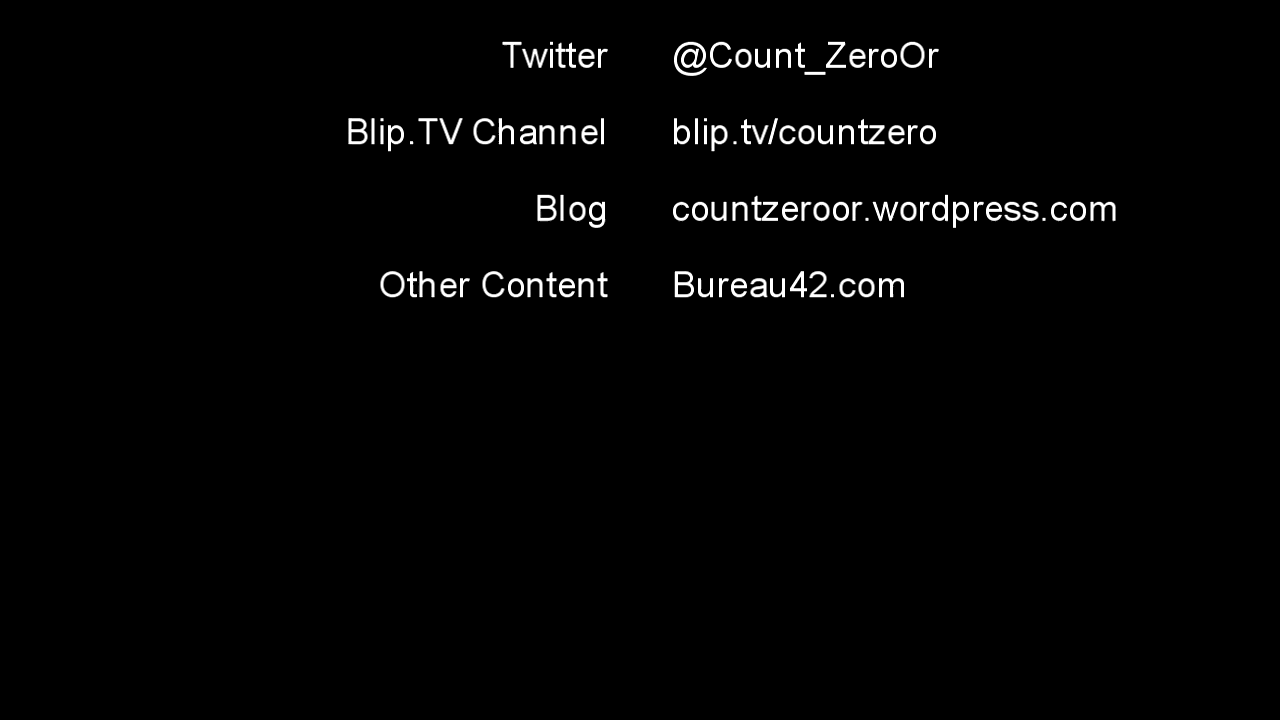 Twitter @Count_ZeroOr
Blip.TV Channel blip.tv/countzero
Blog countzeroor.wordpress.com
Other Content Bureau42.com